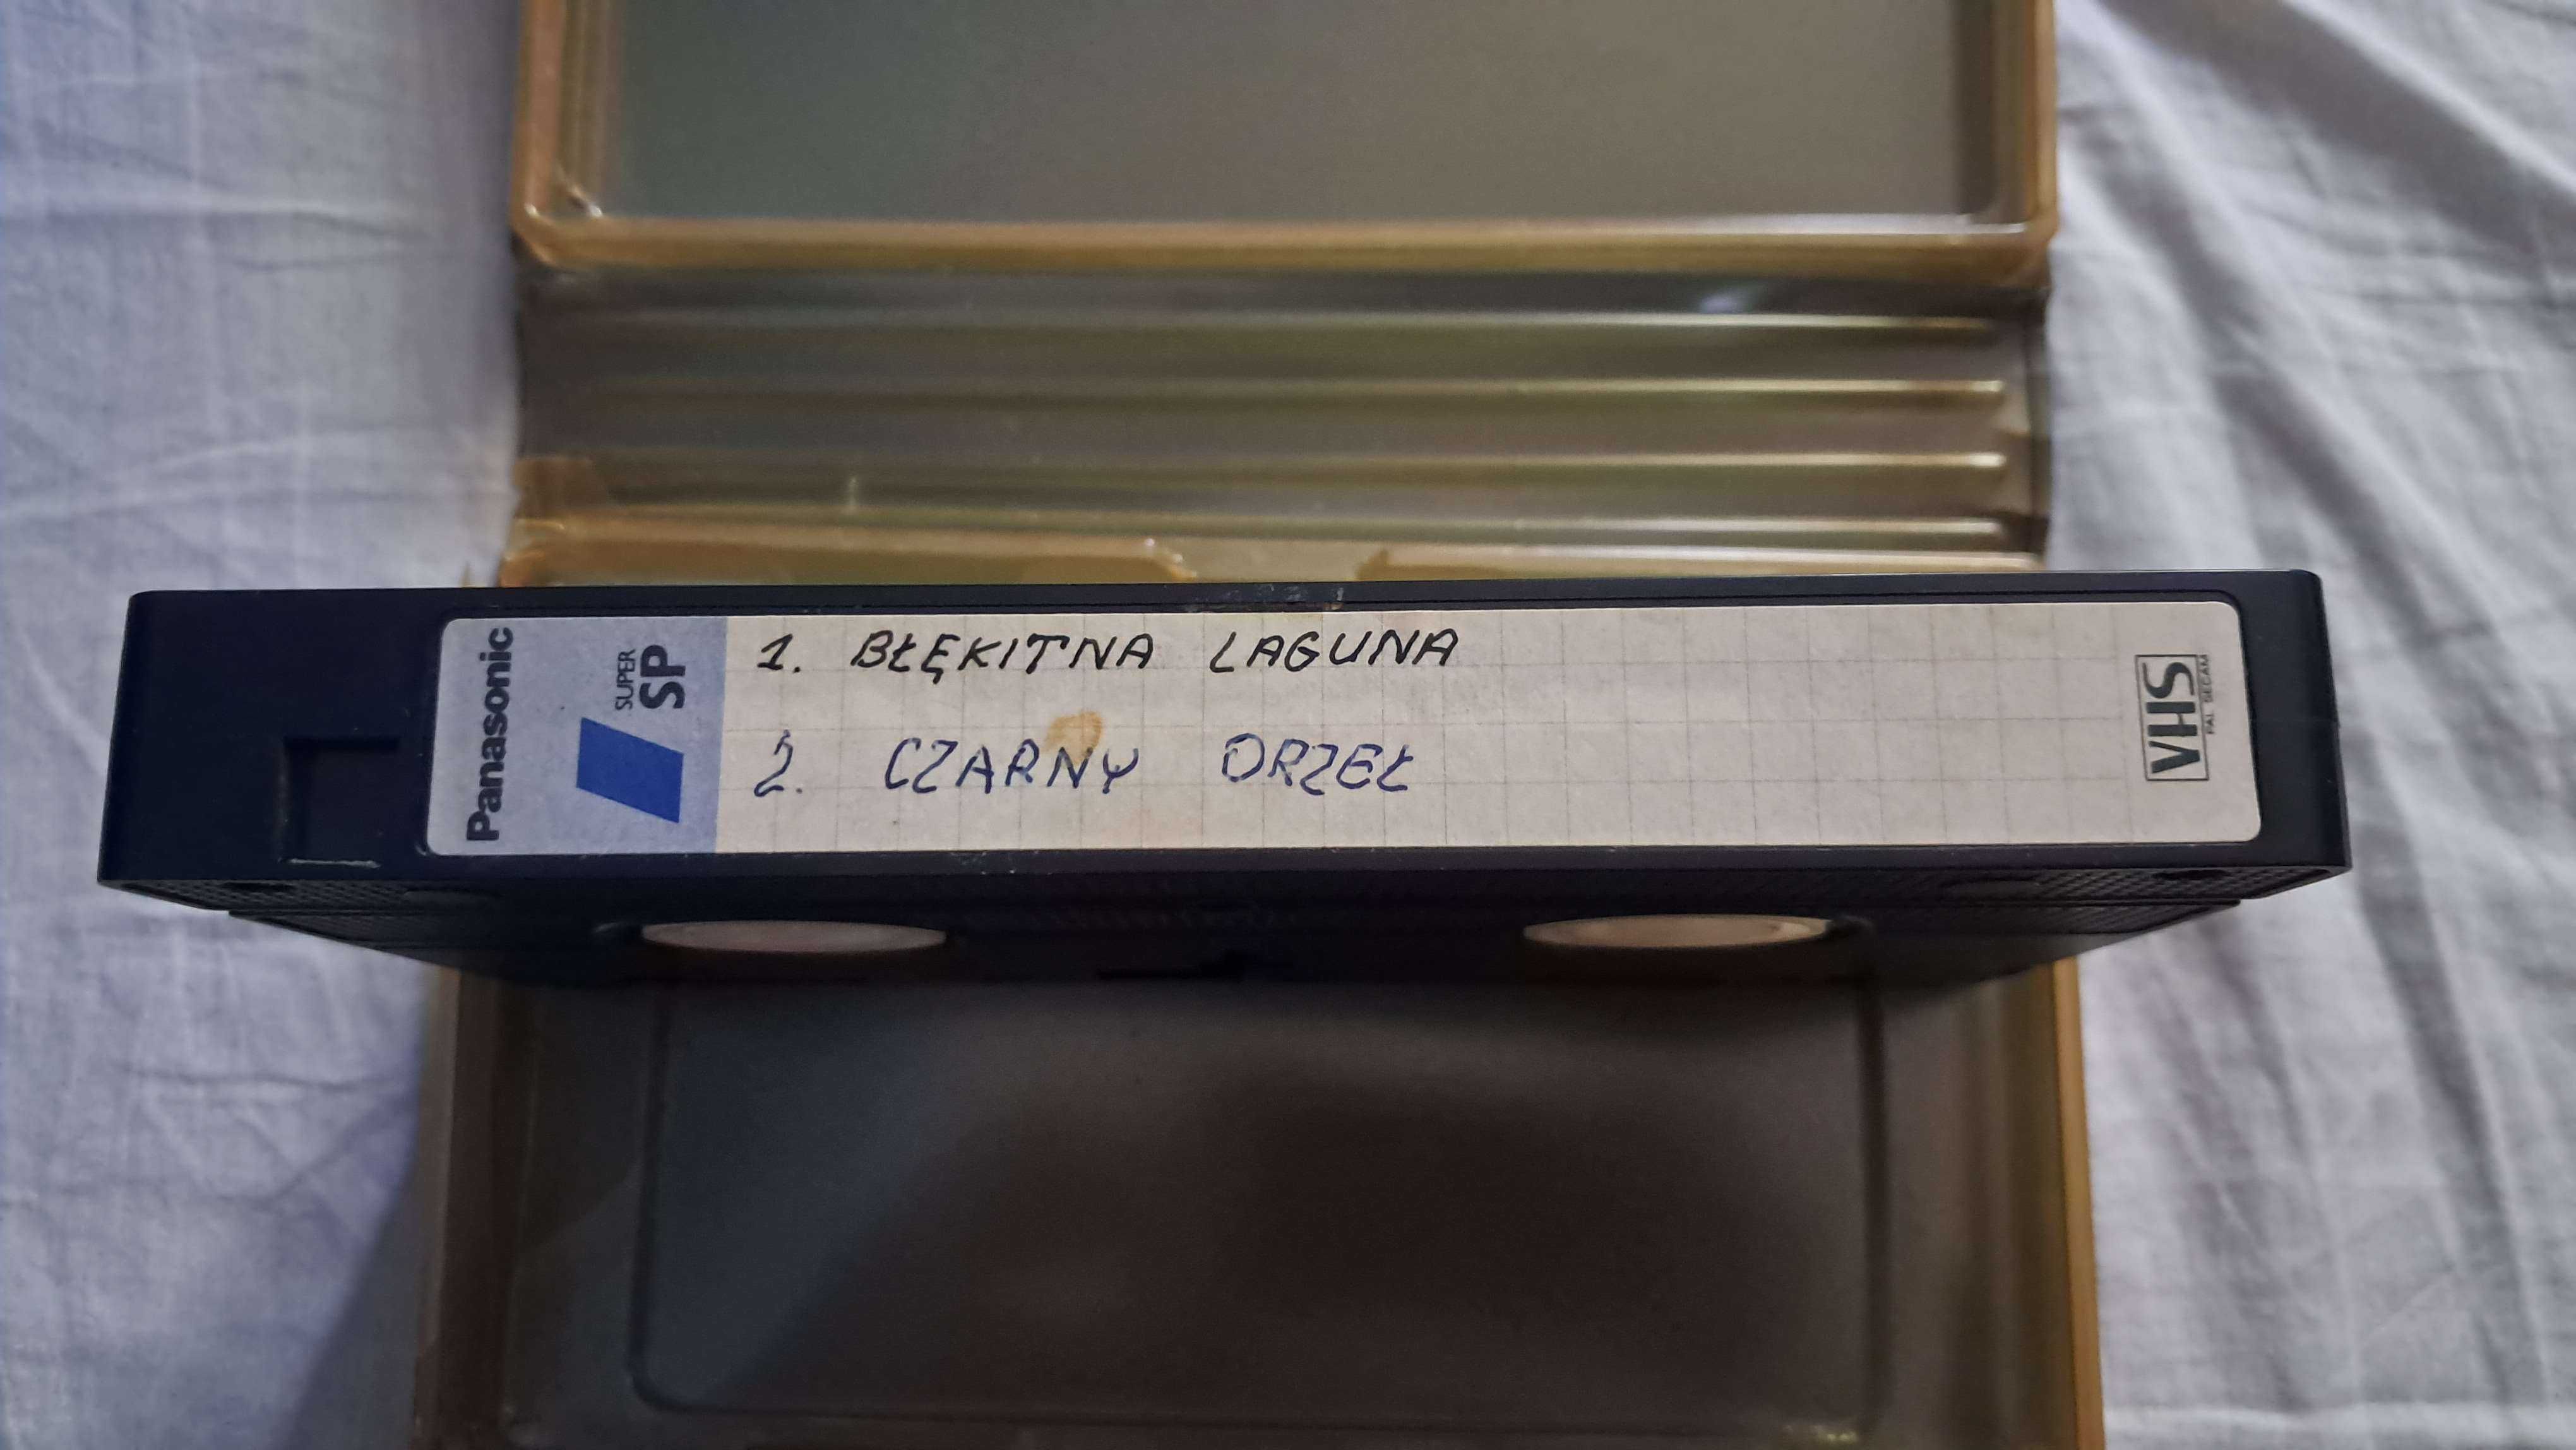 Panasonic
SUPER
SP
1. BŁĘKITNA LAGUNA
2. CZARNY ORZEŁ
VHS
PAL SECAM